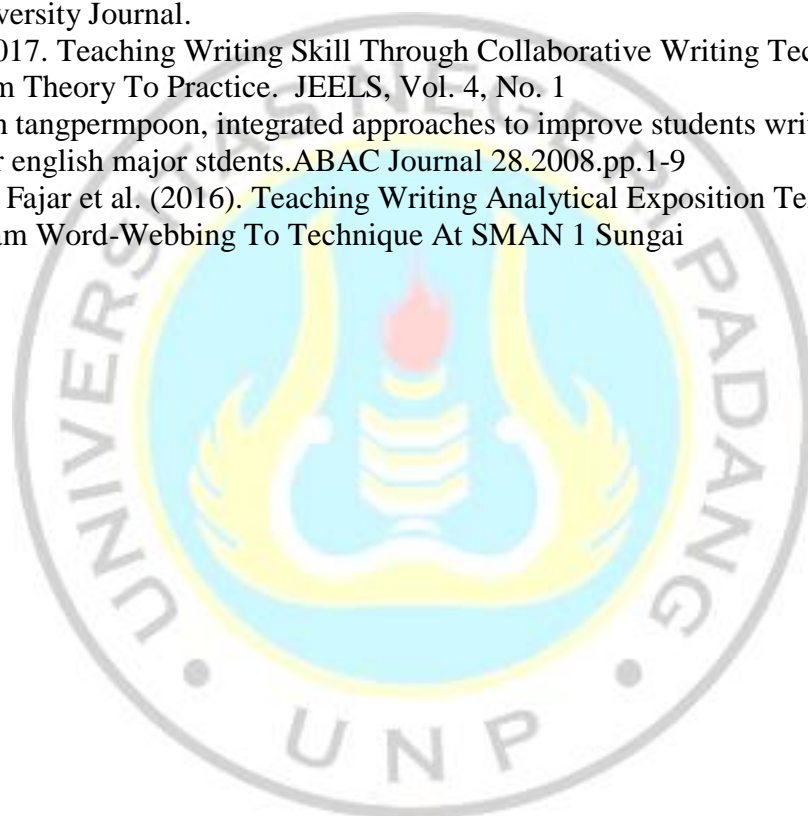 versity Journal.
017. Teaching Writing Skill Through Collaborative Writing Tec
m Theory To Practice. JEELS, Vol. 4, No. 1
n tangpermpoon, integrated approaches to improve students writ
r english major stdents.ABAC Journal 28.2008.pp.1-9
Fajar et al. (2016). Teaching Writing Analytical Exposition Te
am Word-Webbing To Technique At SMAN 1 Sungai
UNIVERSITAS NEGERI PADANG
UNP